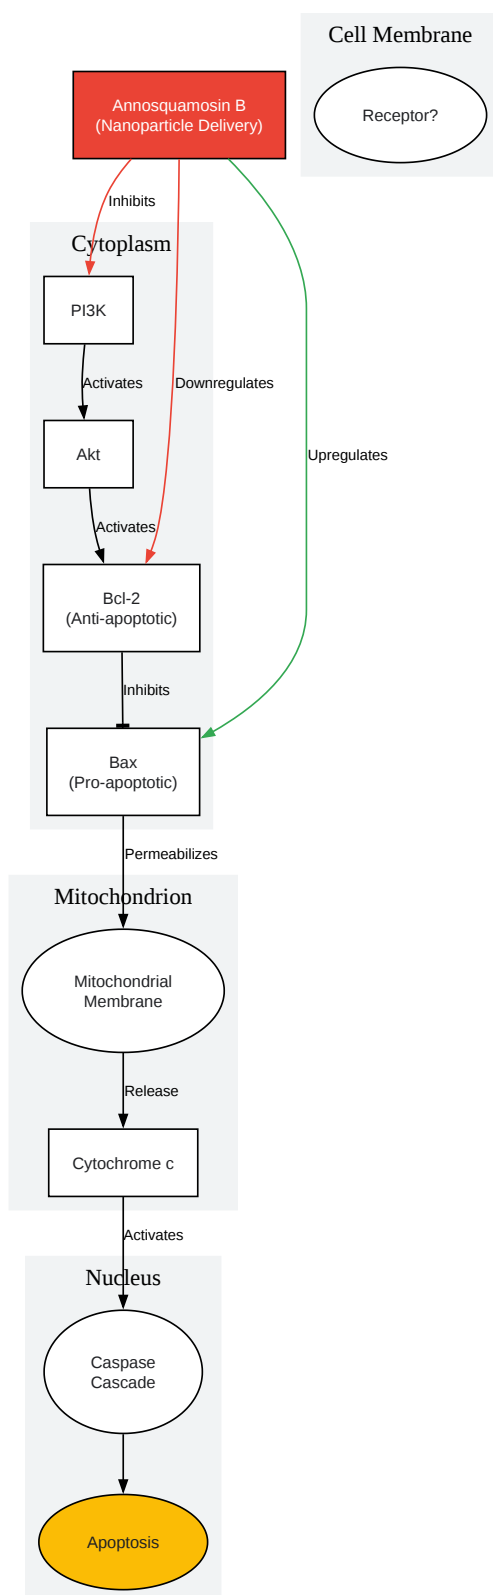 Cell Membrane
Receptor?
Annosquamosin B
(Nanoparticle Delivery)
Inhibits
Cytoplasm
PI3K
Activates
Downregulates
Akt
Upregulates
Activates
Bcl-2
(Anti-apoptotic)
Inhibits
Bax
(Pro-apoptotic)
Permeabilizes
Mitochondrion
Mitochondrial
Membrane
Release
Cytochrome c
Activates
Nucleus
Caspase
Cascade
Apoptosis